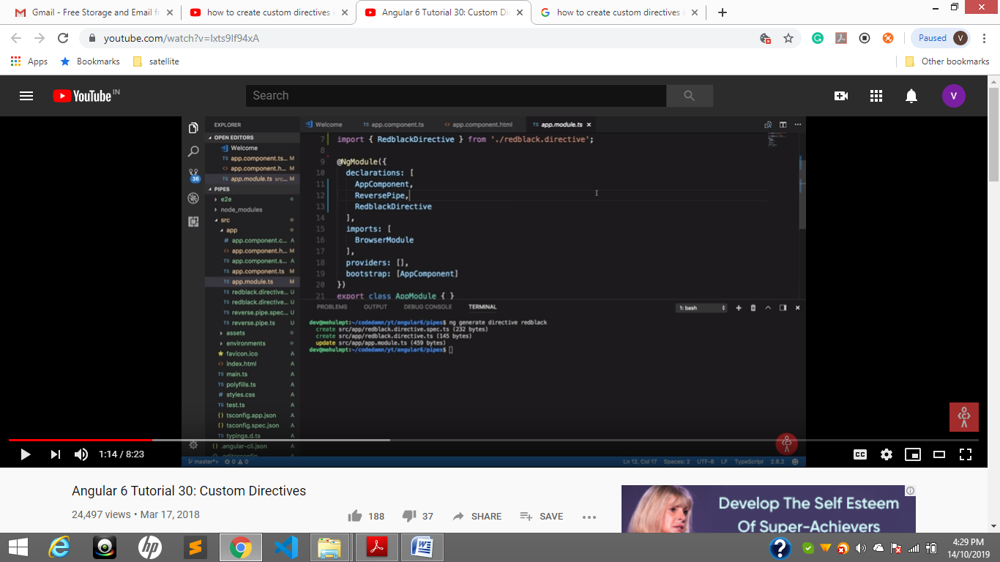 Gmail - Free Storage and Email f
how to create custom directives
Angular 6 Tutorial 30: Custom Di
how to create custom directives
youtube.com/watch?v=lxts9If94xA
Paused
V
Apps
Bookmarks
satellite
Other bookmarks
YouTube IN
Search
V
EXPLORER
OPEN EDITORS
Welcome
app.component.ts... M
app.component.h... M
app.module.ts src... M
36
PIPES
e2e
node_modules
src
app
app.component.c... A
app.component.h... M
app.component.s... A
app.component.ts M
app.module.ts M
redblack.directive... U
redblack.directive... U
reverse.pipe.spec... U
reverse.pipe.ts U
assets
environments
favicon.ico A
index.html A
main.ts A
polyfills.ts A
styles.css A
test.ts A
tsconfig.app.json A
tsconfig.spec.json A
typings.d.ts A
.angular-cli.json A
.editorconfig
Welcome
app.component.ts
app.component.html
app.module.ts
7 import { RedblackDirective } from './redblack.directive';
8
9 @NgModule({
10 declarations: [
11 AppComponent,
12 ReversePipe,
13 RedblackDirective
14 ],
15 imports: [
16 BrowserModule
17 ],
18 providers: [],
19 bootstrap: [AppComponent]
20 })
21 export class AppModule { }
PROBLEMS OUTPUT DEBUG CONSOLE TERMINAL
1: bash
dev@mehulmpt:~/codedamn/yt/angular6/pipes$ ng generate directive redblack
create src/app/redblack.directive.spec.ts (232 bytes)
create src/app/redblack.directive.ts (145 bytes)
update src/app/app.module.ts (459 bytes)
dev@mehulmpt:~/codedamn/yt/angular6/pipes$
master*+ 0 0
Ln 12, Col 17 Spaces: 2 UTF-8 LF TypeScript 2.6.2
1:14 / 8:23
CC
Angular 6 Tutorial 30: Custom Directives
24,497 views • Mar 17, 2018
188
37
SHARE
SAVE
Develop The Self Esteem
Of Super-Achievers
hp
4:29 PM
14/10/2019